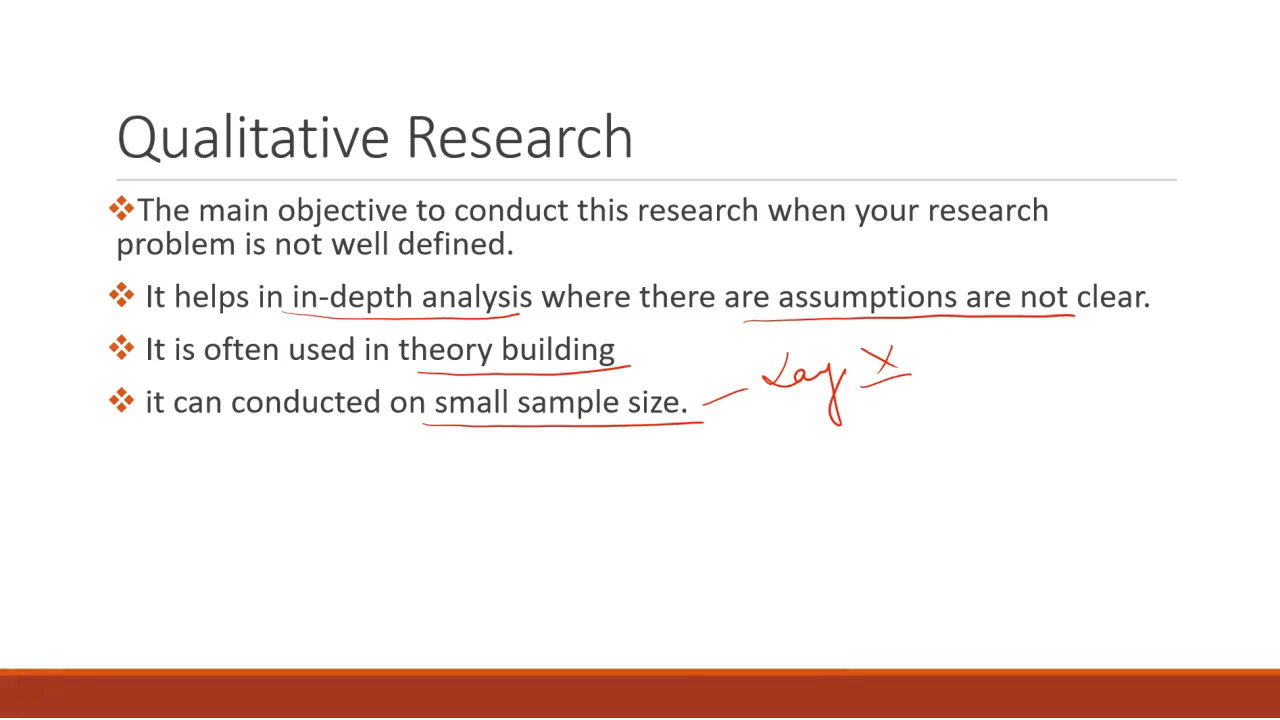 Qualitative Research
❖The main objective to conduct this research when your research
problem is not well defined.
❖ It helps in in-depth analysis where there are assumptions are not clear.
❖ It is often used in theory building
❖ it can conducted on small sample size.